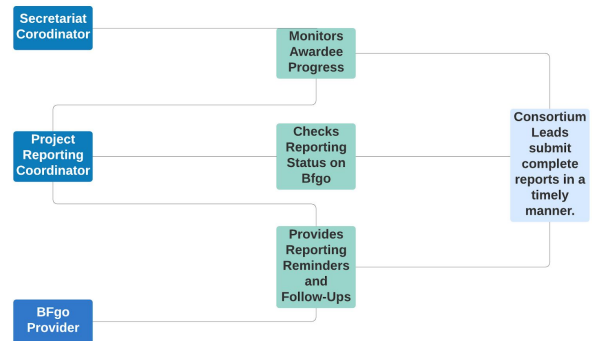 Secretariat
Corodinator
Monitors
Awardee
Progress
Project
Reporting
Coordinator
Checks
Reporting
Status on
Bfgo
Consortium
Leads
submit
complete
reports in a
timely
manner.
Provides
Reporting
Reminders
and
Follow-Ups
BFgo
Provider